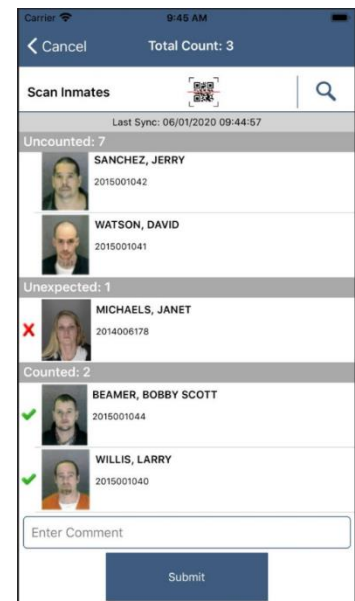 Carrier 9:45 AM
Cancel Total Count: 3
Scan Inmates
Last Sync: 06/01/2020 09:44:57
Uncounted: 7
SANCHEZ, JERRY
2015001042
WATSON, DAVID
2015001041
Unexpected: 1
MICHAELS, JANET
2014006178
Counted: 2
BEAMER, BOBBY SCOTT
2015001044
WILLIS, LARRY
2015001040
Enter Comment
Submit